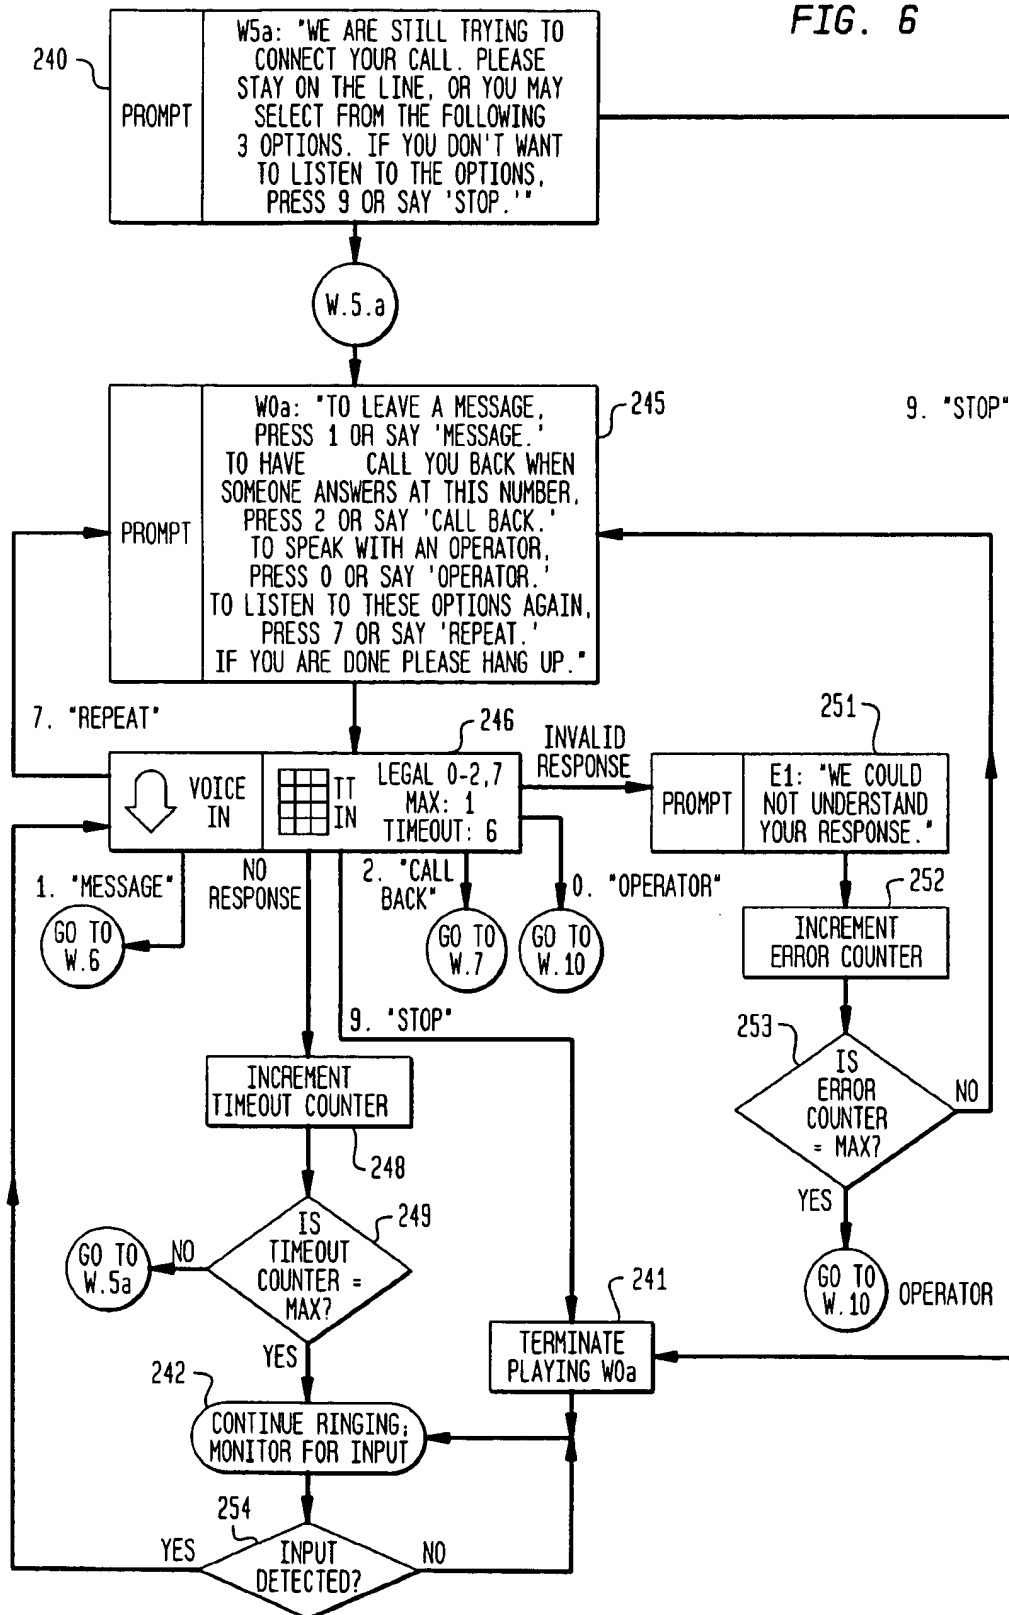 FIG. 6
240
PROMPT
W5a: "WE ARE STILL TRYING TO
CONNECT YOUR CALL. PLEASE
STAY ON THE LINE, OR YOU MAY
SELECT FROM THE FOLLOWING
3 OPTIONS. IF YOU DON'T WANT
TO LISTEN TO THE OPTIONS,
PRESS 9 OR SAY 'STOP.'"
W.5.a
245
9. "STOP"
PROMPT
W0a: "TO LEAVE A MESSAGE,
PRESS 1 OR SAY 'MESSAGE.'
TO HAVE CALL YOU BACK WHEN
SOMEONE ANSWERS AT THIS NUMBER,
PRESS 2 OR SAY 'CALL BACK.'
TO SPEAK WITH AN OPERATOR,
PRESS 0 OR SAY 'OPERATOR.'
TO LISTEN TO THESE OPTIONS AGAIN,
PRESS 7 OR SAY 'REPEAT.'
IF YOU ARE DONE PLEASE HANG UP."
7. "REPEAT"
246
VOICE
IN
TT
IN
LEGAL 0-2,7
MAX: 1
TIMEOUT: 6
INVALID
RESPONSE
251
PROMPT
E1: "WE COULD
NOT UNDERSTAND
YOUR RESPONSE."
1. "MESSAGE"
GO TO
W.6
NO
RESPONSE
2. "CALL
BACK"
GO TO
W.7
0. "OPERATOR"
GO TO
W.10
252
INCREMENT
ERROR COUNTER
9. "STOP"
253
IS
ERROR
COUNTER
= MAX?
NO
YES
GO TO
W.10
OPERATOR
INCREMENT
TIMEOUT COUNTER
248
249
IS
TIMEOUT
COUNTER =
MAX?
NO
GO TO
W.5a
YES
241
TERMINATE
PLAYING W0a
242
CONTINUE RINGING;
MONITOR FOR INPUT
254
INPUT
DETECTED?
YES
NO